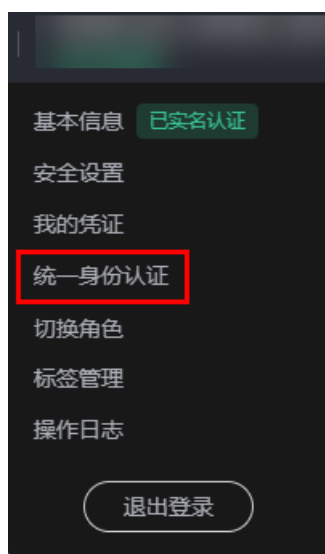 基本信息 已实名认证
安全设置
我的凭证
统一身份认证
切换角色
标签管理
操作日志
退出登录